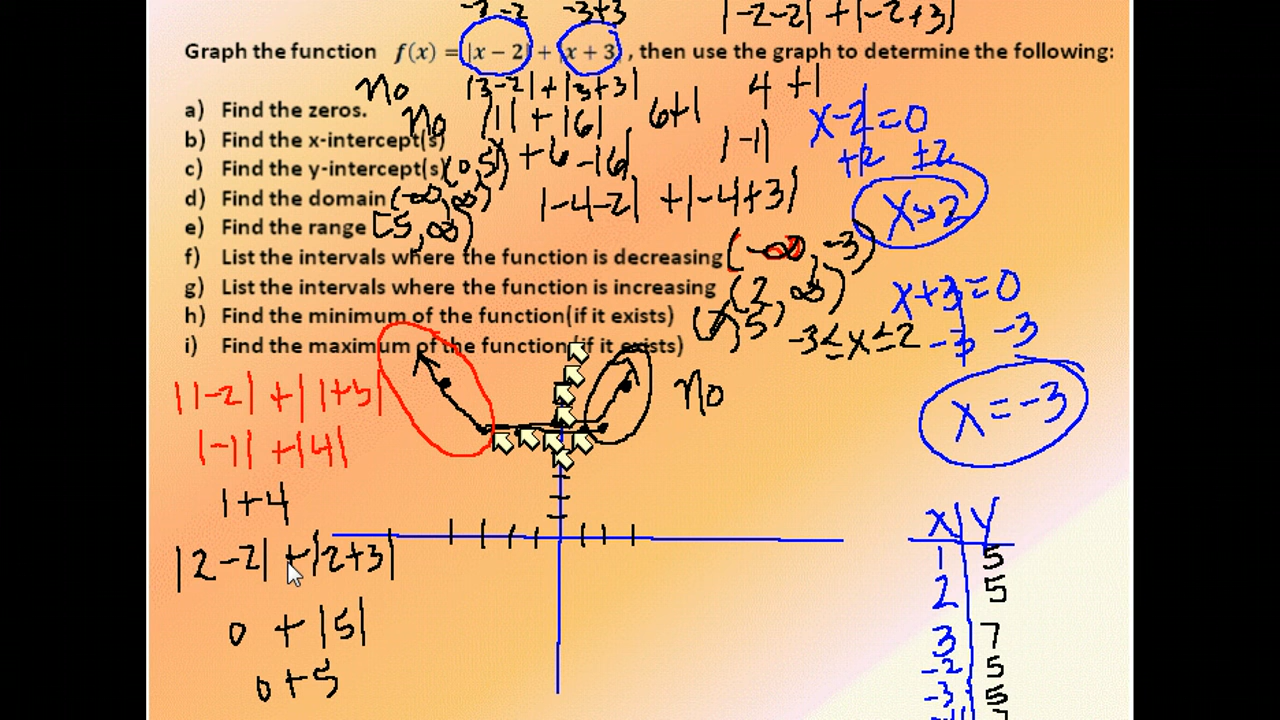 -3-2 -3+3 |-2-2| + |-2+3|
Graph the function f(x) = |x − 2| + |x + 3|, then use the graph to determine the following:
no |3-2| + |3+3| 4 +1
a) Find the zeros.
no |1| + |6| 6+1 x-2=0
b) Find the x-intercept(s) |-1|
+2 +2
c) Find the y-intercept(s) (0,5)
d) Find the domain (-∞, ∞) |-4-2| + |-4+3|
e) Find the range [5, ∞)
f) List the intervals where the function is decreasing (-∞, -3)
g) List the intervals where the function is increasing (2, ∞) x+3=0
h) Find the minimum of the function(if it exists) -3≤x≤2 -3 -3
i) Find the maximum of the function(if it exists) no
|1-2| + |1+3| x=-3
|-1| + |4|
1+4
x y
|2-2| + |2+3| 1 5
2 5
0 + |5| 3 7
-2 5
0+5 -3 5